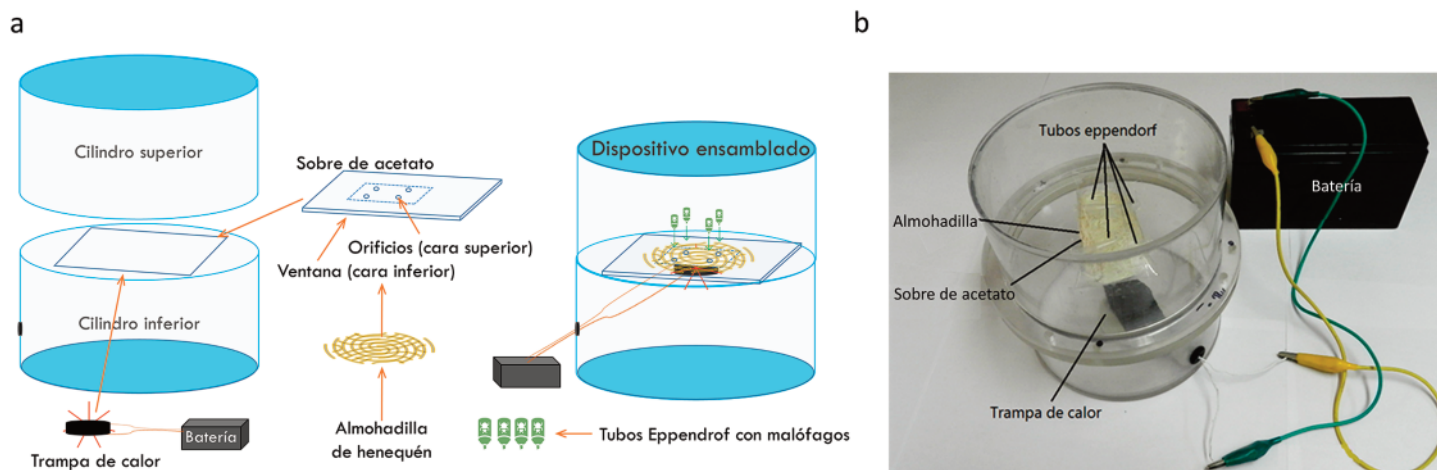 a
Cilindro superior
Sobre de acetato
Orificios (cara superior)
Ventana (cara inferior)
Cilindro inferior
Almohadilla
de henequén
Batería
Trampa de calor
Dispositivo ensamblado
Tubos Eppendrof con malófagos
b
Tubos eppendorf
Batería
Almohadilla
Sobre de acetato
Trampa de calor